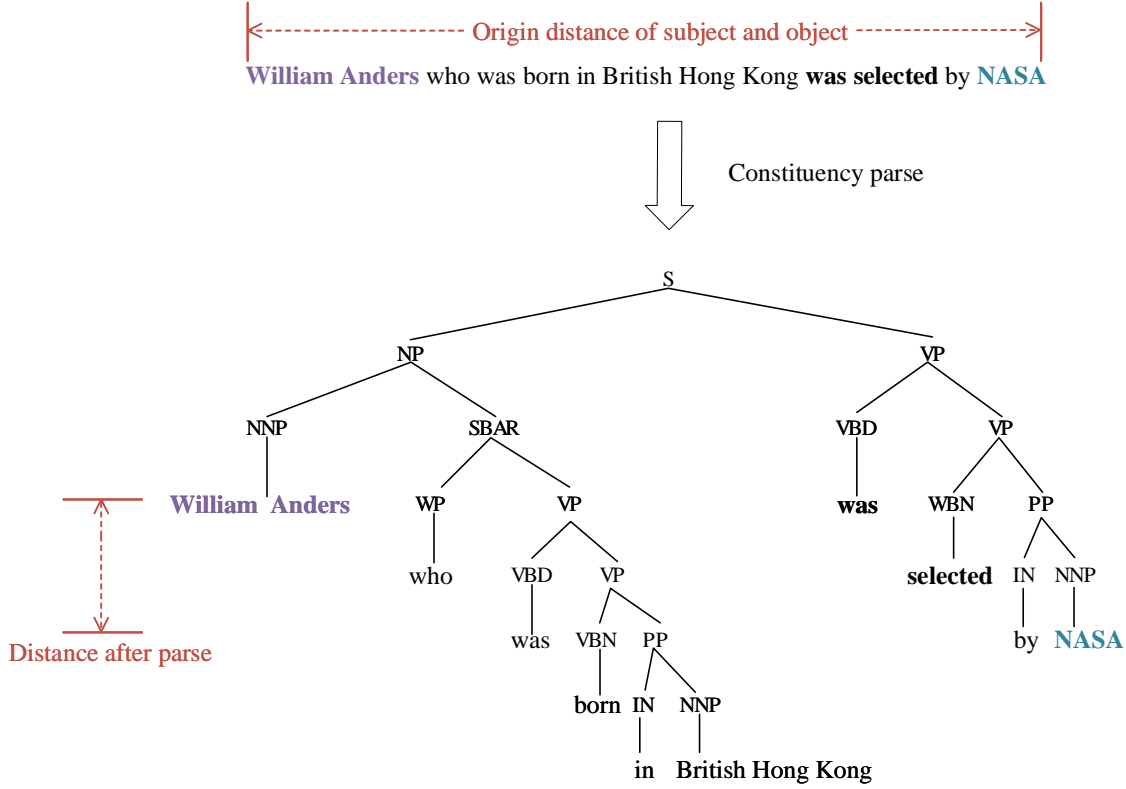 Origin distance of subject and object
William Anders who was born in British Hong Kong was selected by NASA
Constituency parse
S
NP VP
NNP SBAR VBD VP
William Anders WP VP was WBN PP
who VBD VP selected IN NNP
was VBN PP by NASA
Distance after parse
born IN NNP
in British Hong Kong